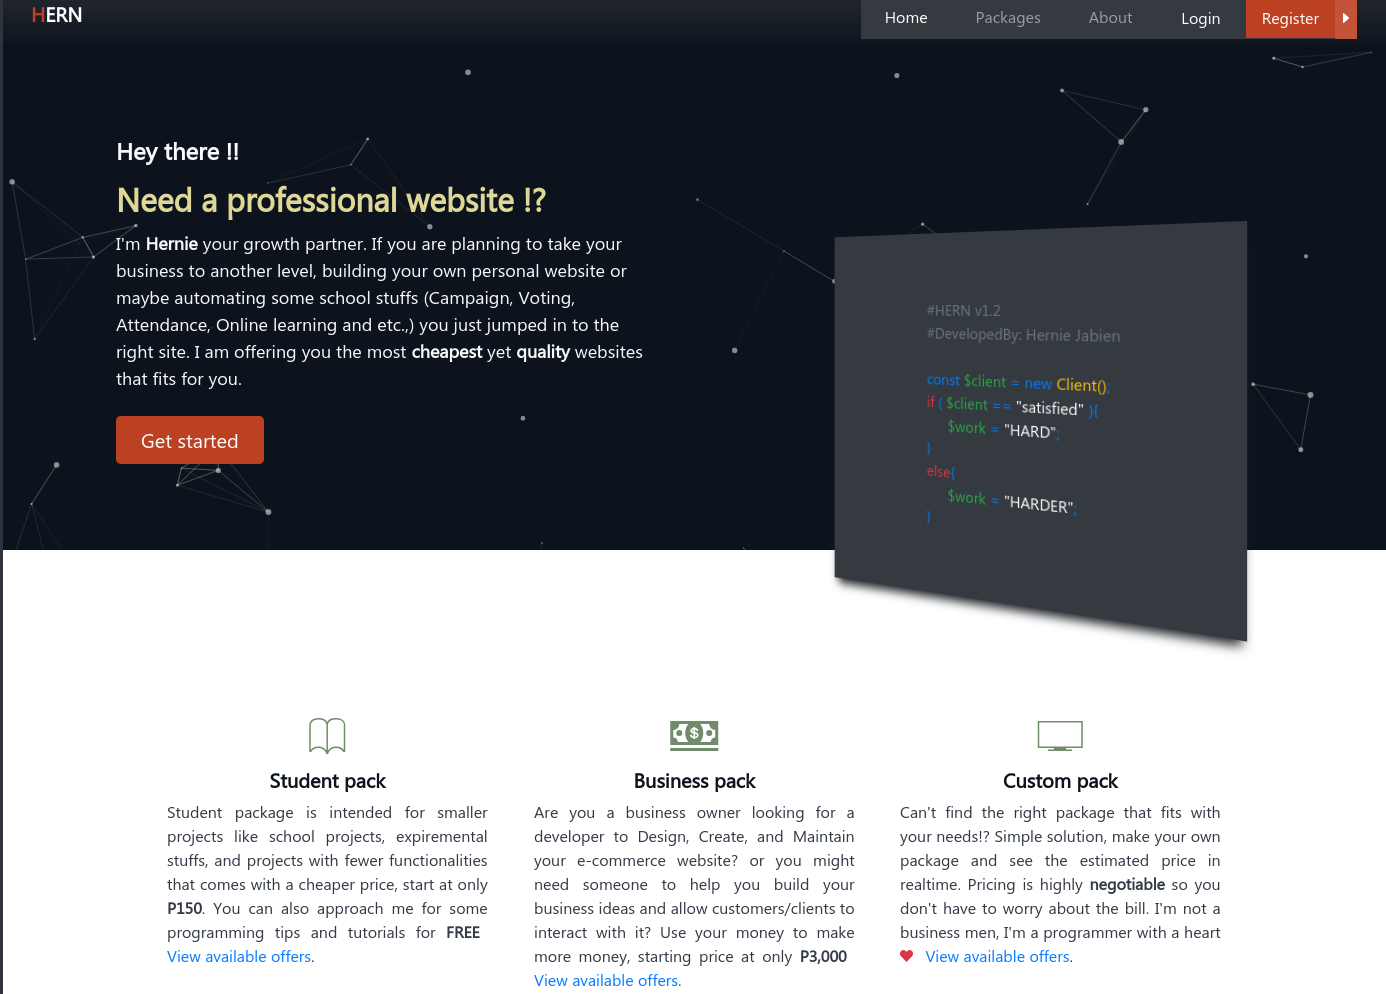 HERN
Home Packages About Login Register
Hey there !!
Need a professional website !?
I'm Hernie your growth partner. If you are planning to take your
business to another level, building your own personal website or
maybe automating some school stuffs (Campaign, Voting,
Attendance, Online learning and etc.,) you just jumped in to the
right site. I am offering you the most cheapest yet quality websites
that fits for you.
Get started
#HERN v1.2
#DevelopedBy: Hernie Jabien
const $client = new Client();
if ( $client == "satisfied" ){
$work = "HARD";
}
else{
$work = "HARDER";
}
Student pack
Student package is intended for smaller
projects like school projects, expiremental
stuffs, and projects with fewer functionalities
that comes with a cheaper price, start at only
P150. You can also approach me for some
programming tips and tutorials for FREE
View available offers.
Business pack
Are you a business owner looking for a
developer to Design, Create, and Maintain
your e-commerce website? or you might
need someone to help you build your
business ideas and allow customers/clients to
interact with it? Use your money to make
more money, starting price at only P3,000
View available offers.
Custom pack
Can't find the right package that fits with
your needs!? Simple solution, make your own
package and see the estimated price in
realtime. Pricing is highly negotiable so you
don't have to worry about the bill. I'm not a
business men, I'm a programmer with a heart
View available offers.